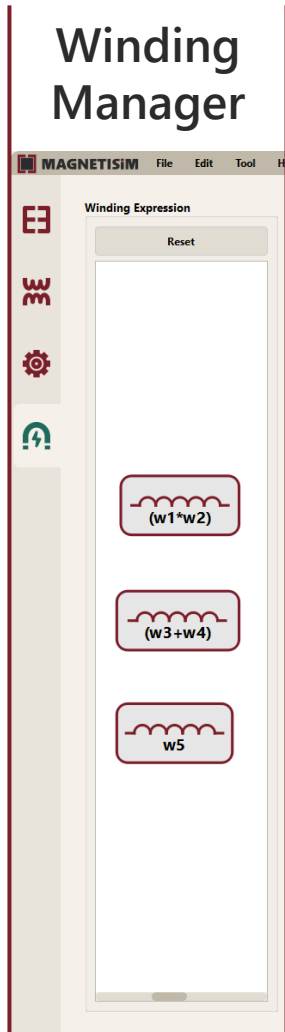 Winding
Manager
MAGNETISiM File Edit Tool H
Winding Expression
Reset
(w1*w2)
(w3+w4)
w5